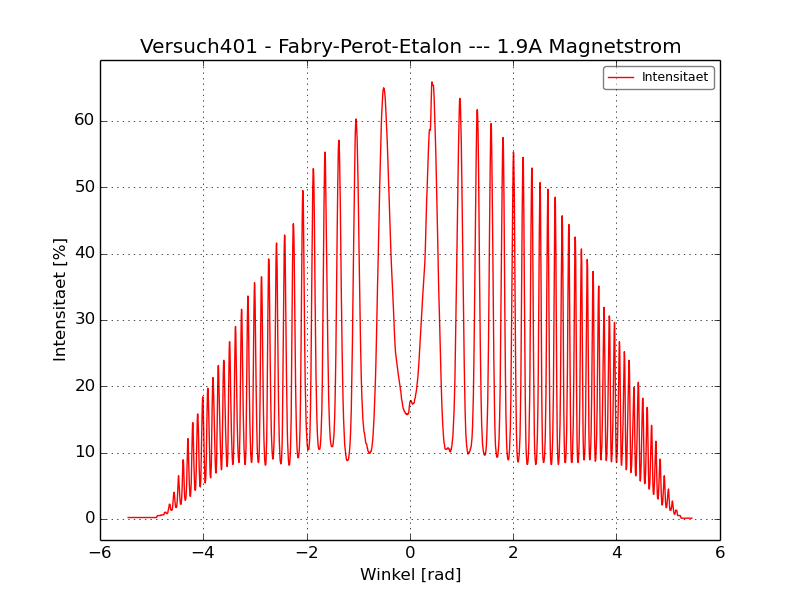 Versuch401 - Fabry-Perot-Etalon --- 1.9A Magnetstrom
Intensitaet
60
50
40
30
20
10
0
Intensitaet [%]
−6 −4 −2 0 2 4 6
Winkel [rad]